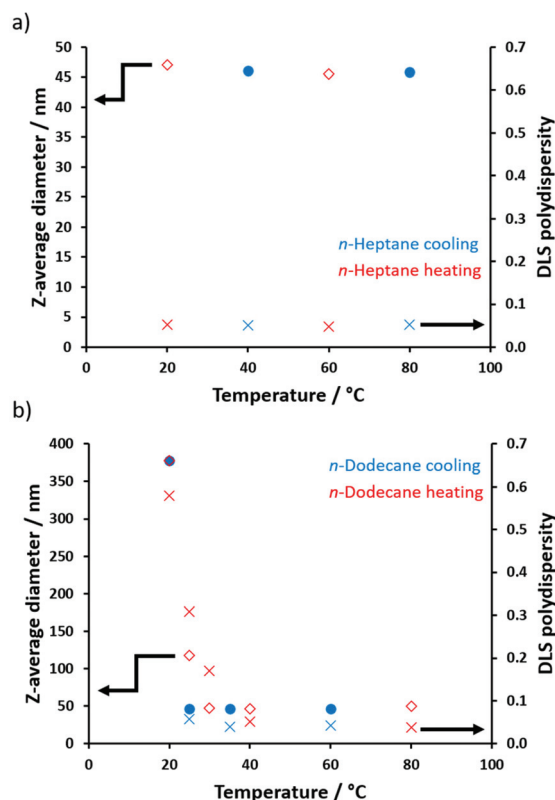 a)
Z-average diameter / nm
50
45
40
35
30
25
20
15
10
5
0
0.7
0.6
0.5
0.4
0.3
0.2
0.1
0.0
DLS polydispersity
n-Heptane cooling
n-Heptane heating
0 20 40 60 80 100
Temperature / °C
b)
Z-average diameter / nm
400
350
300
250
200
150
100
50
0
0.7
0.6
0.5
0.4
0.3
0.2
0.1
0.0
DLS polydispersity
n-Dodecane cooling
n-Dodecane heating
0 20 40 60 80 100
Temperature / °C